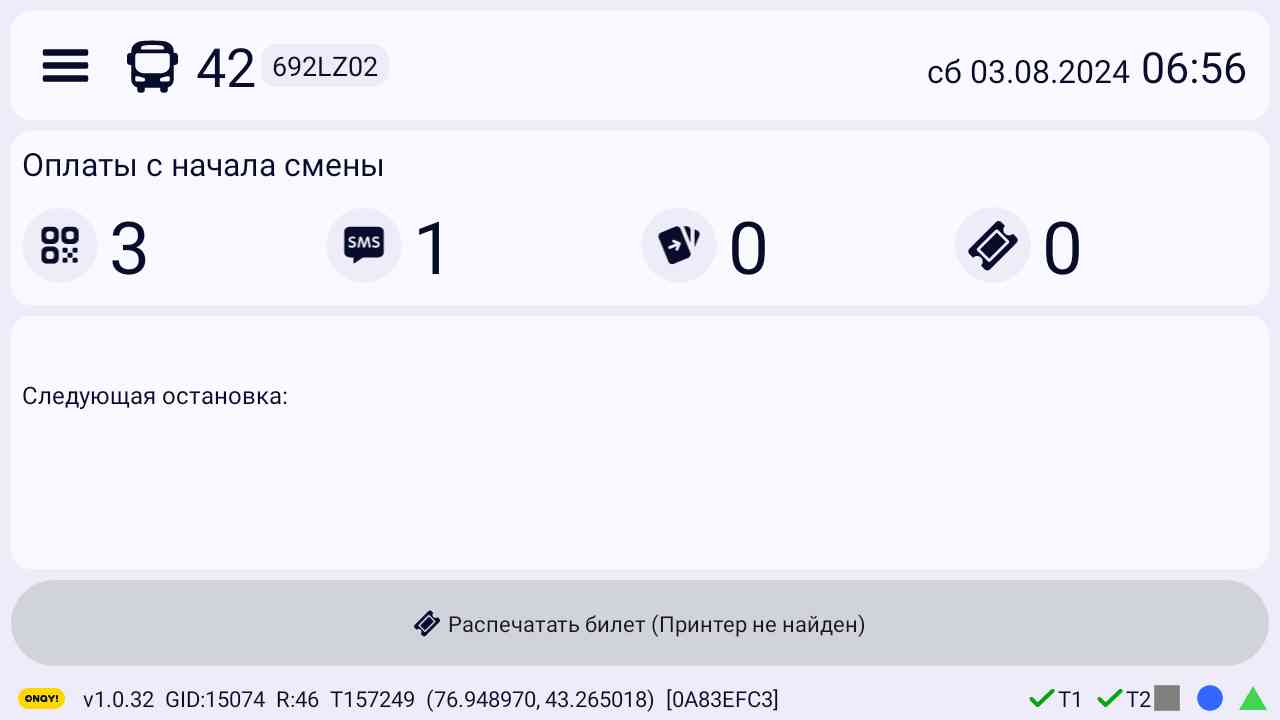 42 692LZ02 сб 03.08.2024 06:56
Оплаты с начала смены
3 SMS 1 0 0
Следующая остановка:
Распечатать билет (Принтер не найден)
ONAY! v1.0.32 GID:15074 R:46 T157249 (76.948970, 43.265018) [0A83EFC3] T1 T2